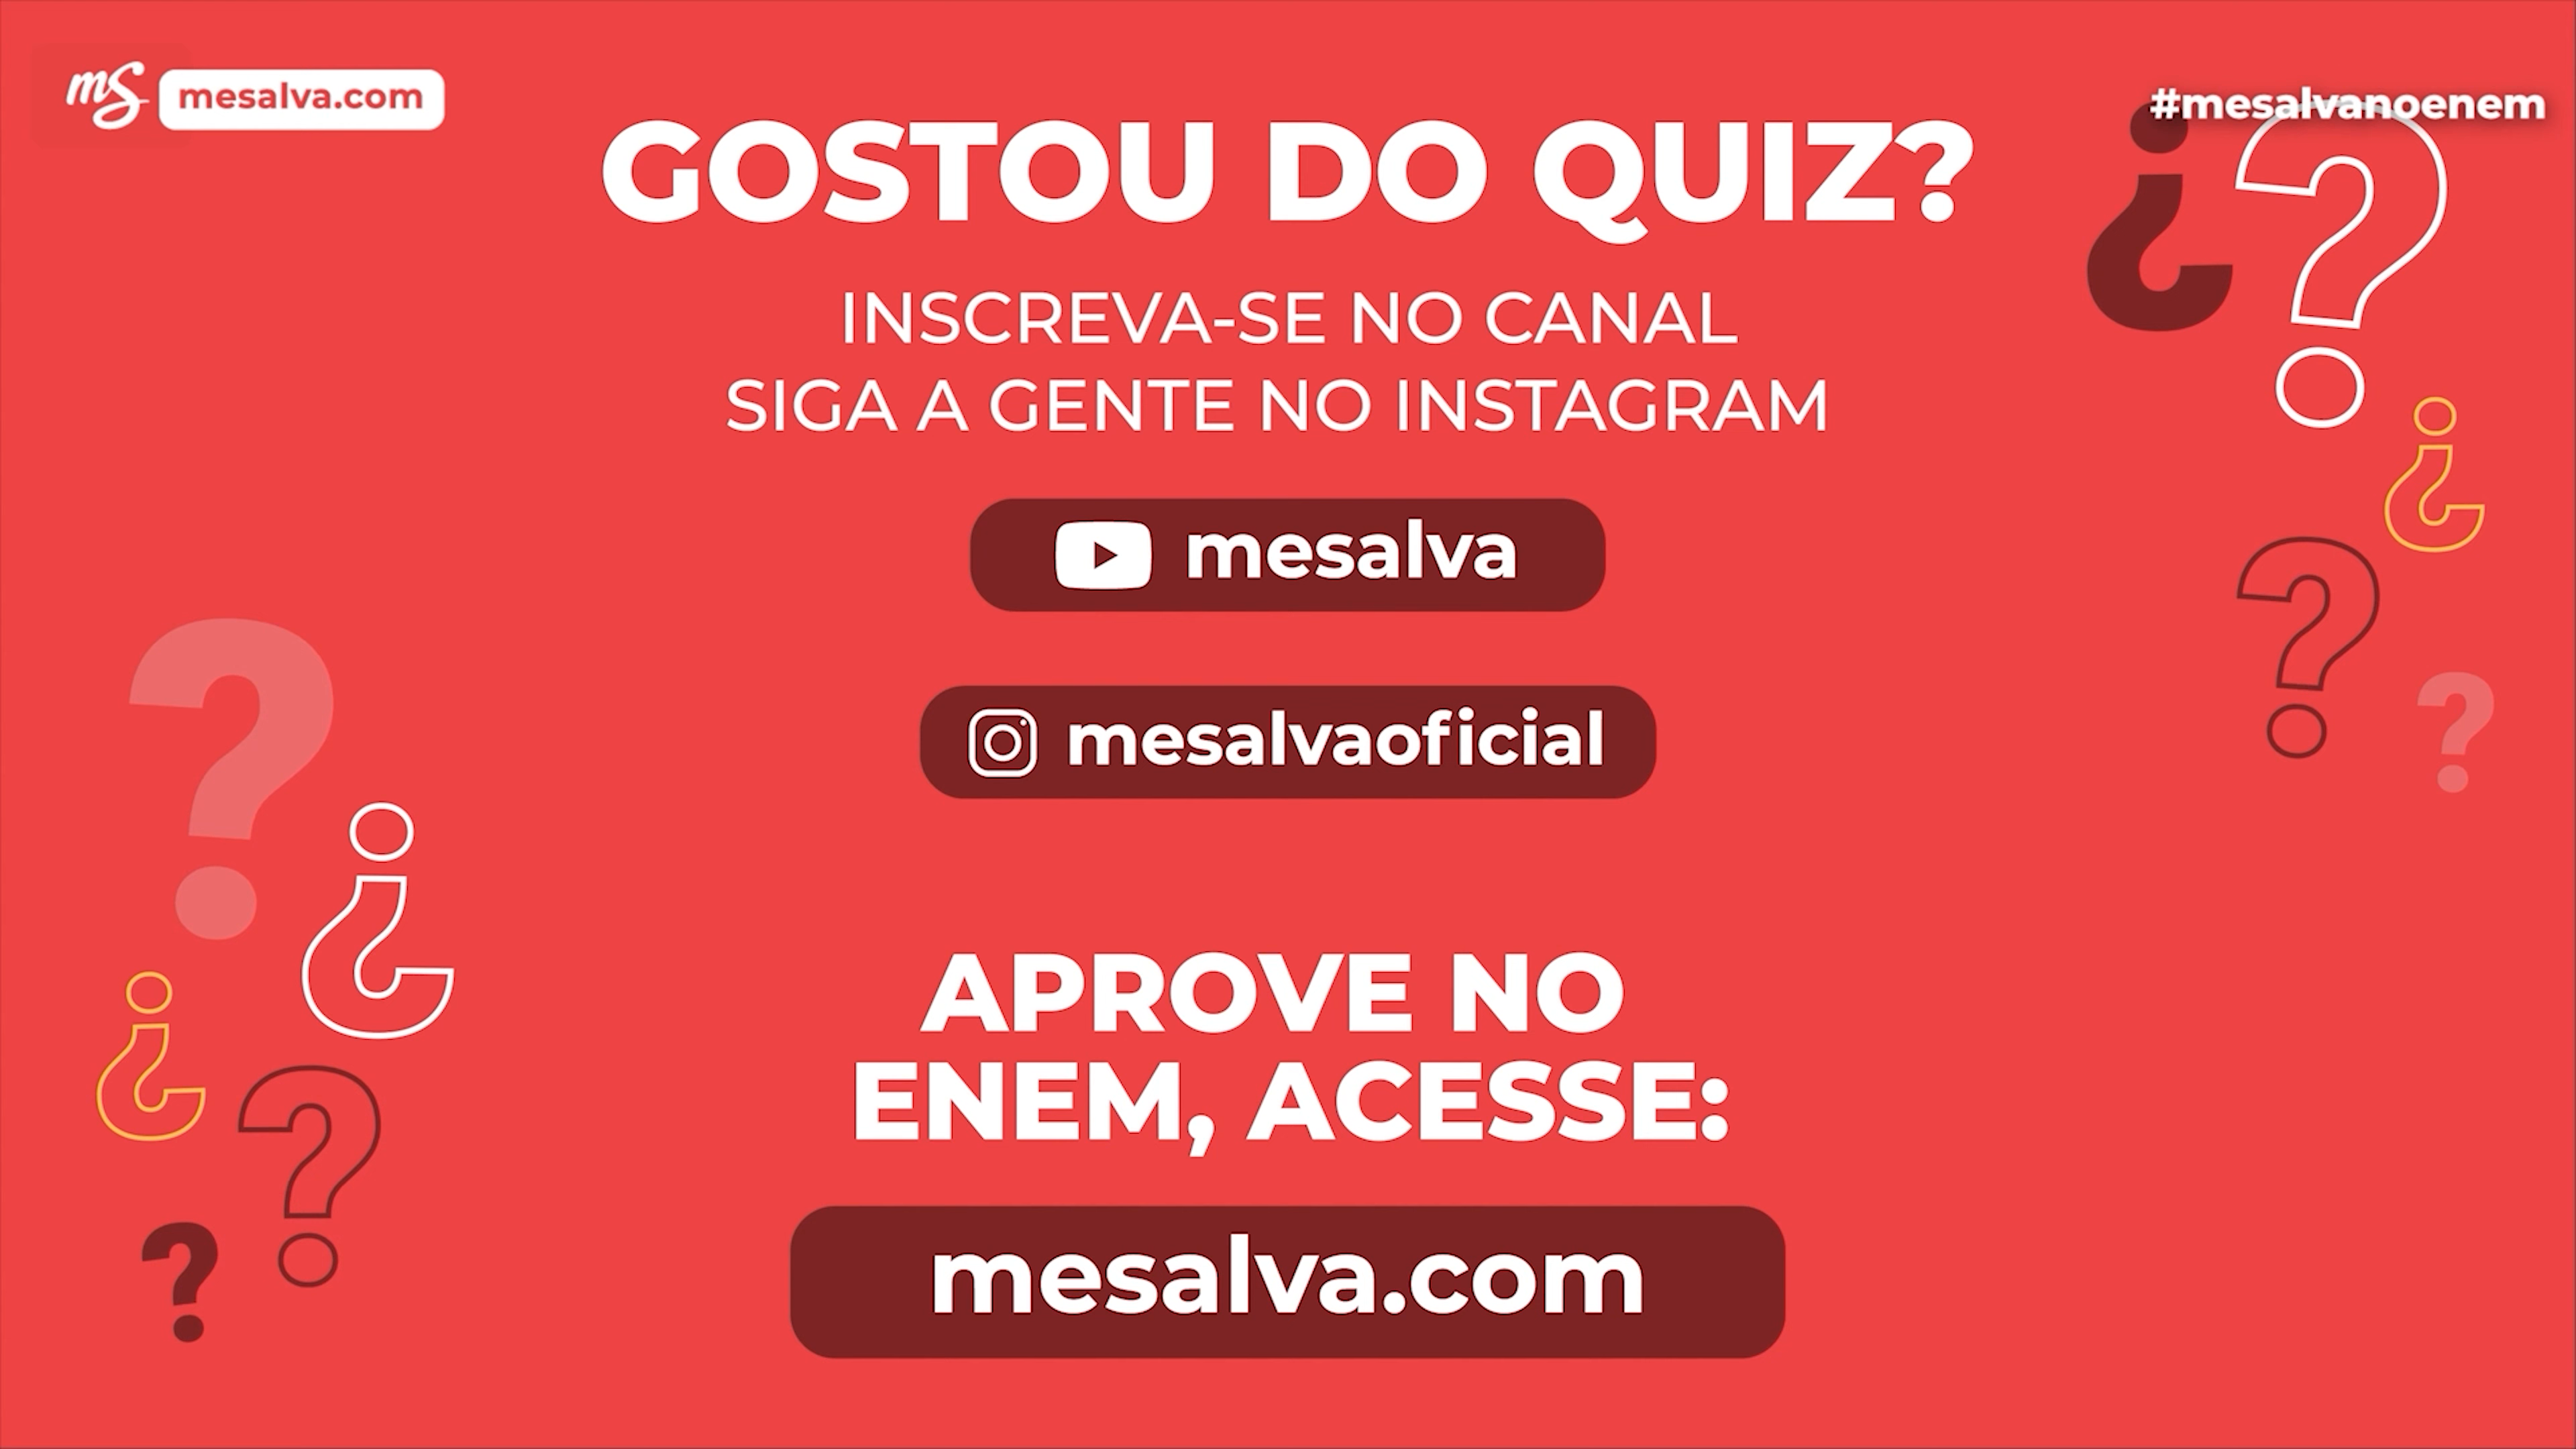 mS mesalva.com
#mesalvanoenem
GOSTOU DO QUIZ?
INSCREVA-SE NO CANAL
SIGA A GENTE NO INSTAGRAM
mesalva
mesalvaoficial
APROVE NO
ENEM, ACESSE:
mesalva.com